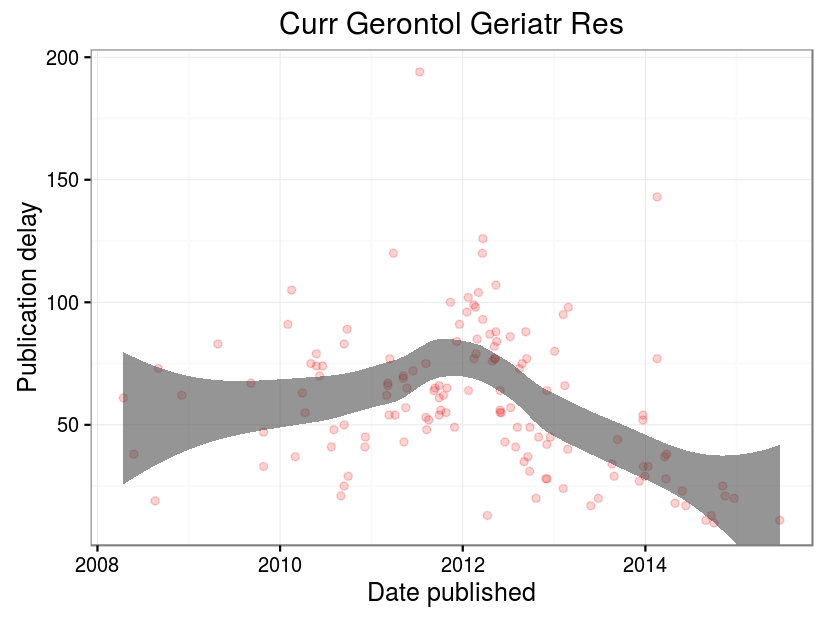 Curr Gerontol Geriatr Res
200
150
100
50
Publication delay
2008 2010 2012 2014
Date published